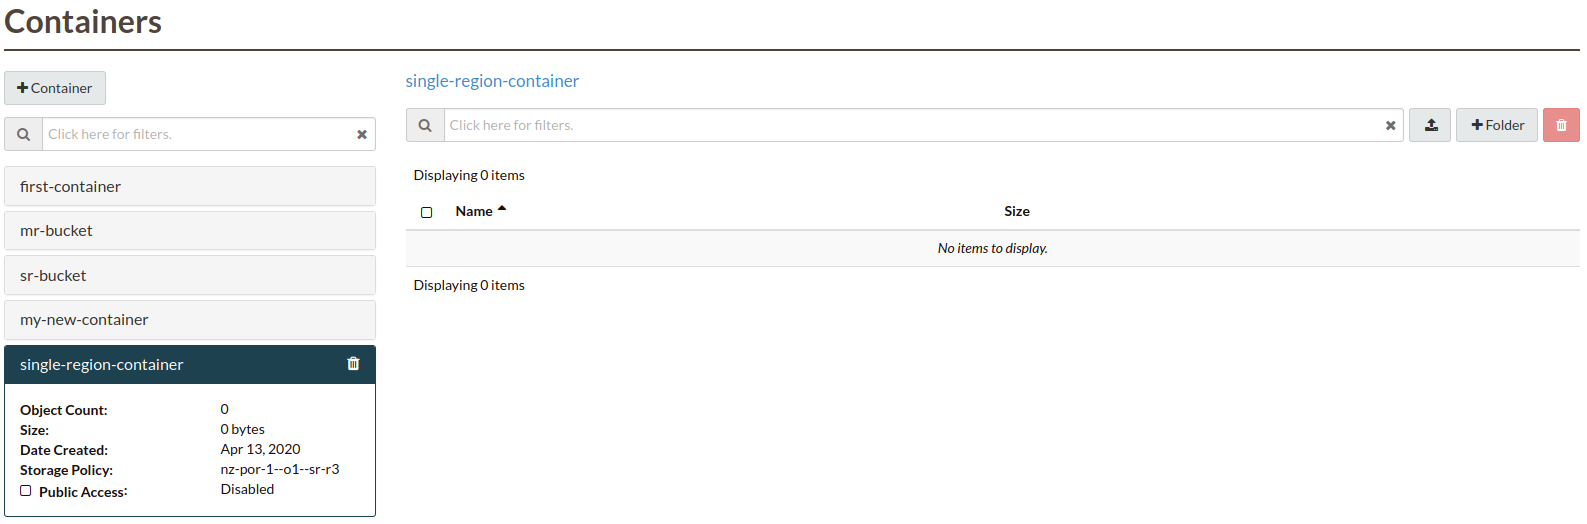 Containers
Container
Click here for filters.
first-container
mr-bucket
sr-bucket
my-new-container
single-region-container
Object Count: 0
Size: 0 bytes
Date Created: Apr 13, 2020
Storage Policy: nz-por-1--o1--sr-r3
Public Access: Disabled
single-region-container
Click here for filters.
Folder
Displaying 0 items
Name Size
No items to display.
Displaying 0 items